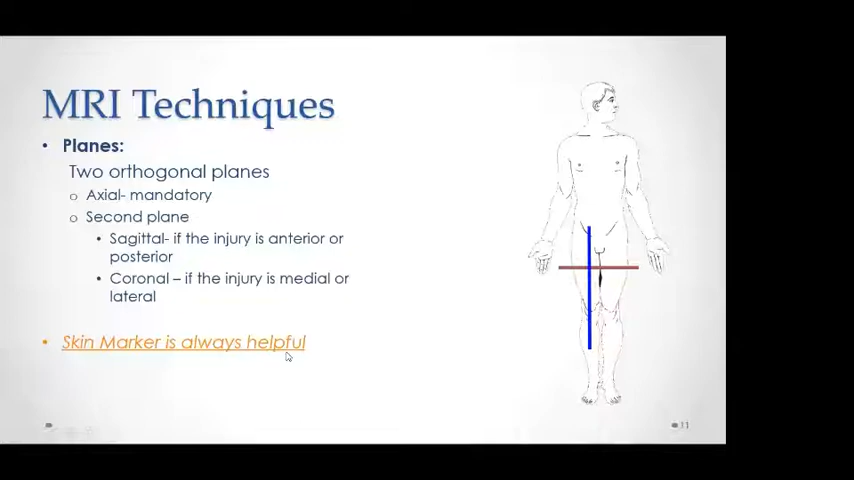 MRI Techniques
• Planes:
Two orthogonal planes
o Axial- mandatory
o Second plane
• Sagittal- if the injury is anterior or
posterior
• Coronal – if the injury is medial or
lateral
• Skin Marker is always helpful
11